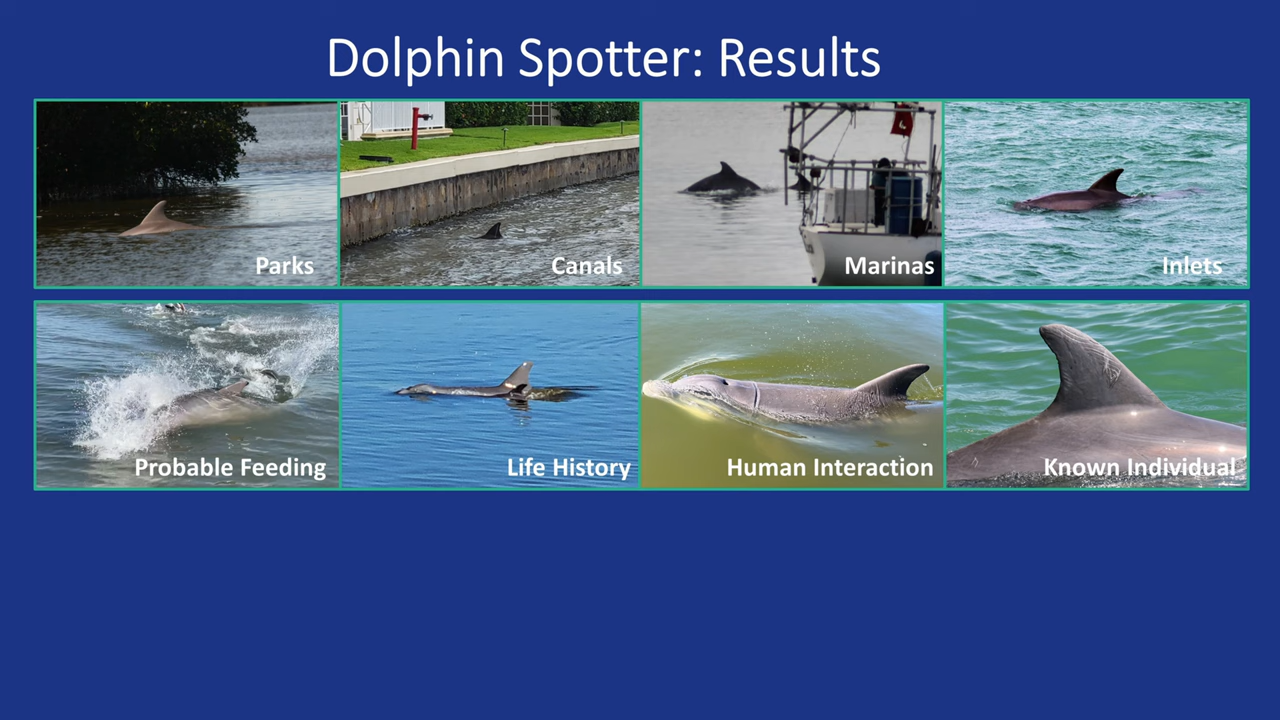 Dolphin Spotter: Results
Parks
Canals
Marinas
Inlets
Probable Feeding
Life History
Human Interaction
Known Individual